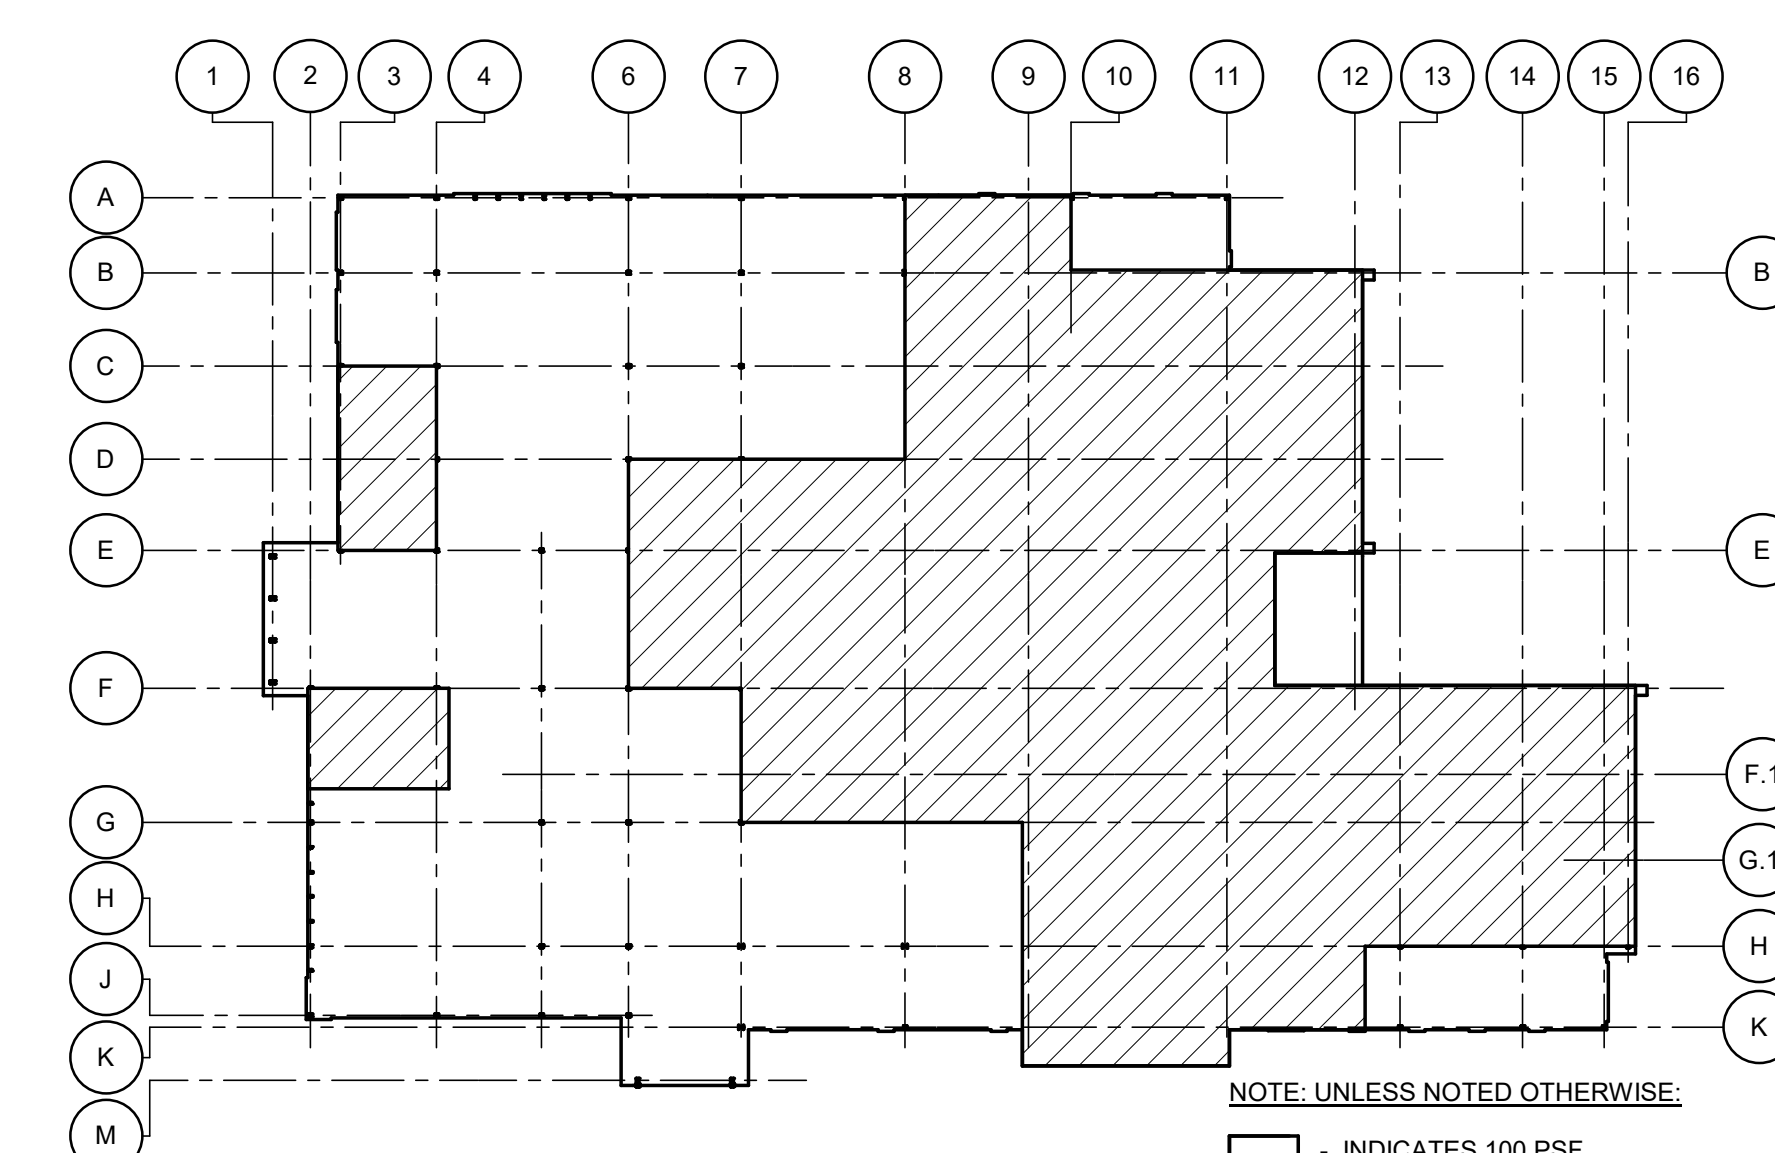 1 2 3 4 6 7 8 9 10 11 12 13 14 15 16
A
B B
C
D
E E
F
F.1
G
G.1
H
H
J
K
K
M
NOTE: UNLESS NOTED OTHERWISE:
- INDICATES 100 PSF